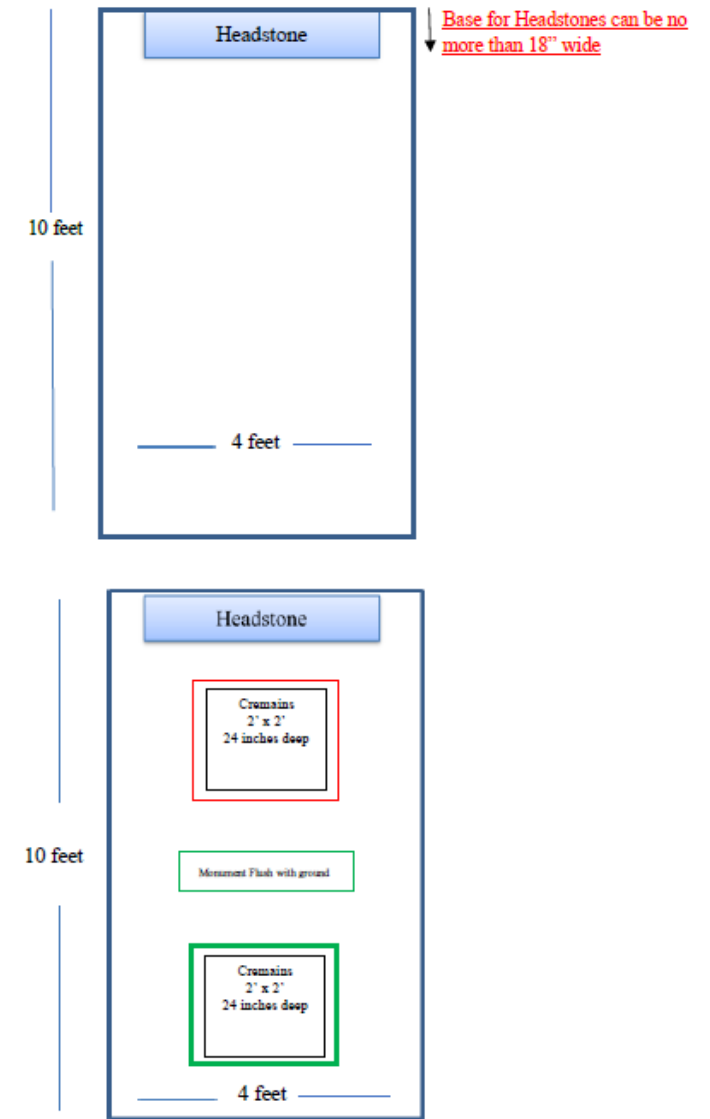 Headstone
Base for Headstones can be no
more than 18” wide
10 feet
4 feet
Headstone
Cremains
2’ x 2’
24 inches deep
10 feet
Monument Flush with ground
Cremains
2’ x 2’
24 inches deep
4 feet